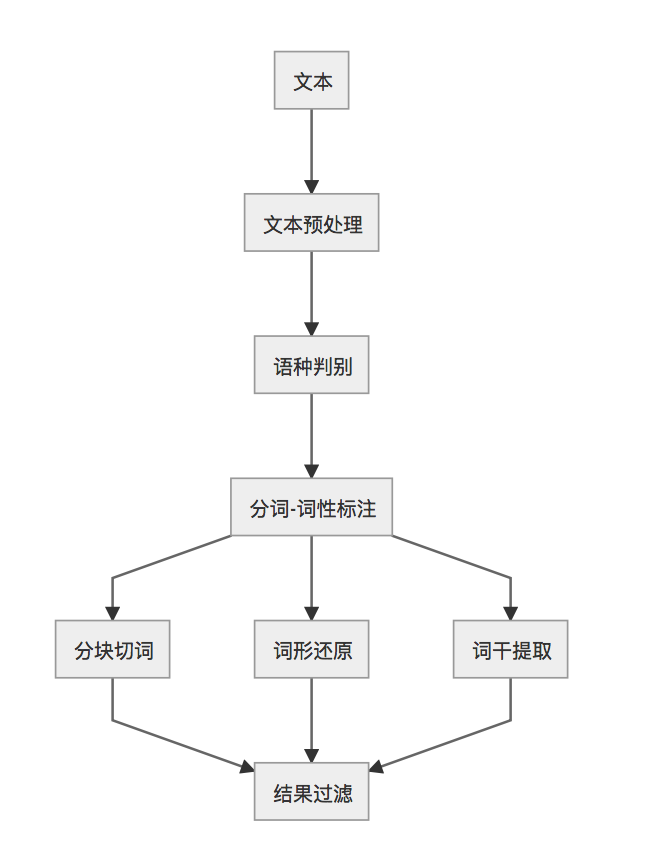 文本
文本预处理
语种判别
分词-词性标注
分块切词
词形还原
词干提取
结果过滤